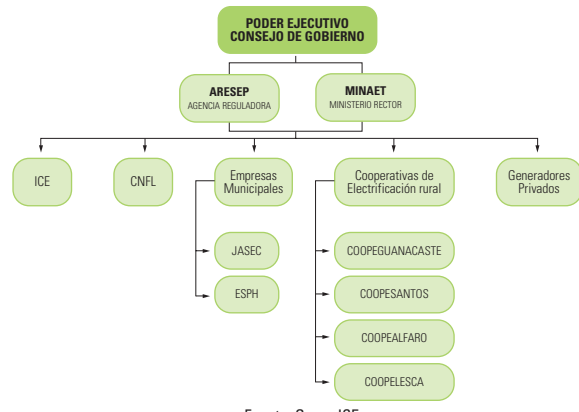 PODER EJECUTIVO
CONSEJO DE GOBIERNO
ARESEP
AGENCIA REGULADORA
MINAET
MINISTERIO RECTOR
ICE
CNFL
Empresas
Municipales
Cooperativas de
Electrificación rural
Generadores
Privados
JASEC
ESPH
COOPEGUANACASTE
COOPESANTOS
COOPEALFARO
COOPELESCA